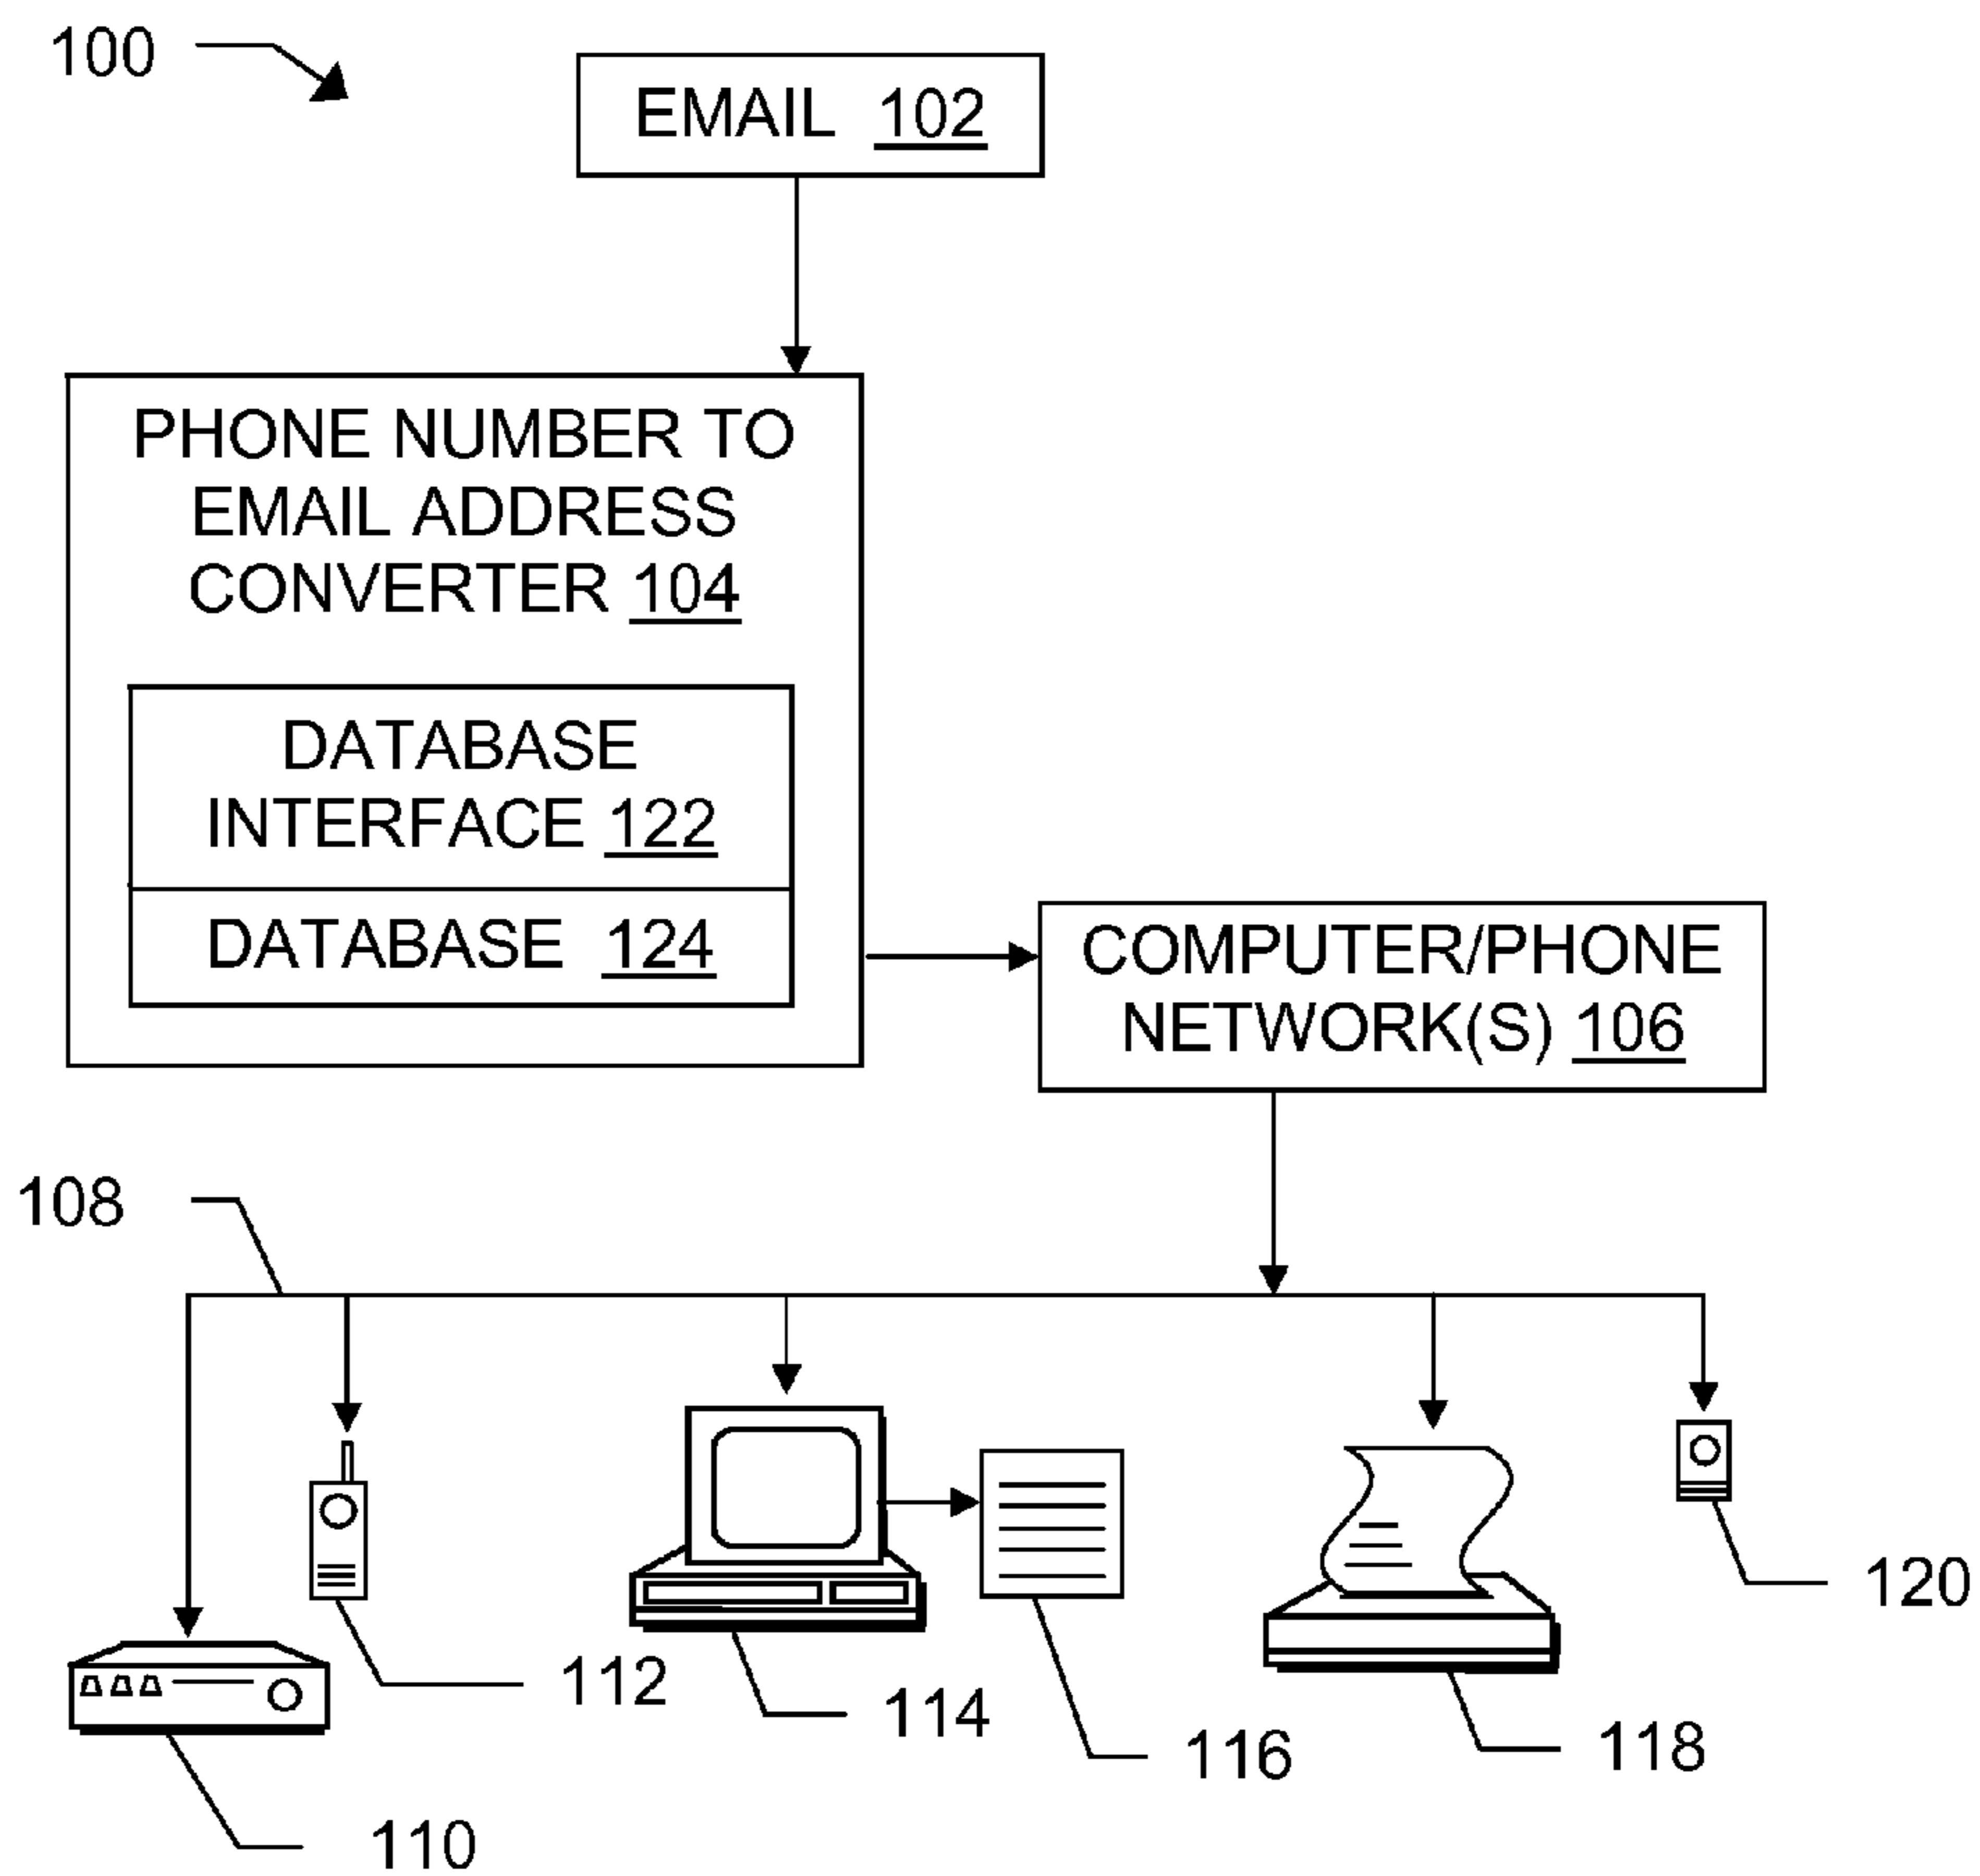 100
EMAIL 102
PHONE NUMBER TO
EMAIL ADDRESS
CONVERTER 104
DATABASE
INTERFACE 122
DATABASE 124
COMPUTER/PHONE
NETWORK(S) 106
108
120
112
114
116
118
110